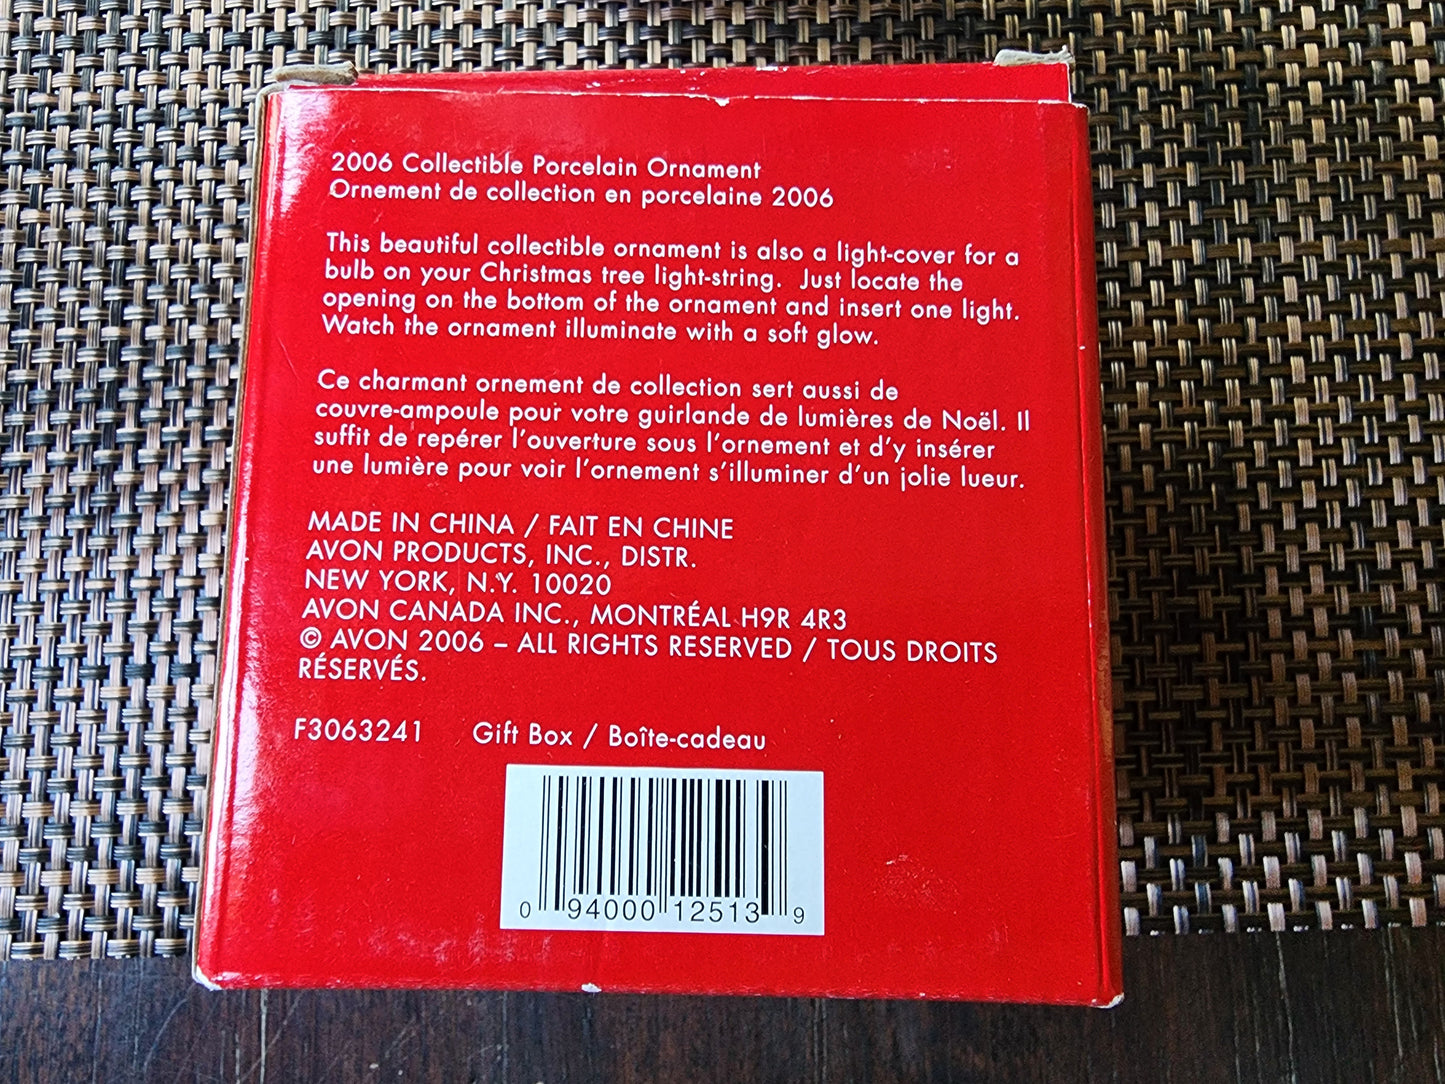 2006 Collectible Porcelain Ornament
Ornement de collection en porcelaine 2006
This beautiful collectible ornament is also a light-cover for a
bulb on your Christmas tree light-string. Just locate the
opening on the bottom of the ornament and insert one light.
Watch the ornament illuminate with a soft glow.
Ce charmant ornement de collection sert aussi de
couvre-ampoule pour votre guirlande de lumières de Noël. Il
suffit de repérer l'ouverture sous l'ornement et d'y insérer
une lumière pour voir l'ornement s'illuminer d'un jolie lueur.
MADE IN CHINA / FAIT EN CHINE
AVON PRODUCTS, INC., DISTR.
NEW YORK, N.Y. 10020
AVON CANADA INC., MONTRÉAL H9R 4R3
© AVON 2006 – ALL RIGHTS RESERVED / TOUS DROITS
RÉSERVÉS.
F3063241 Gift Box / Boîte-cadeau
0 94000 12513 9